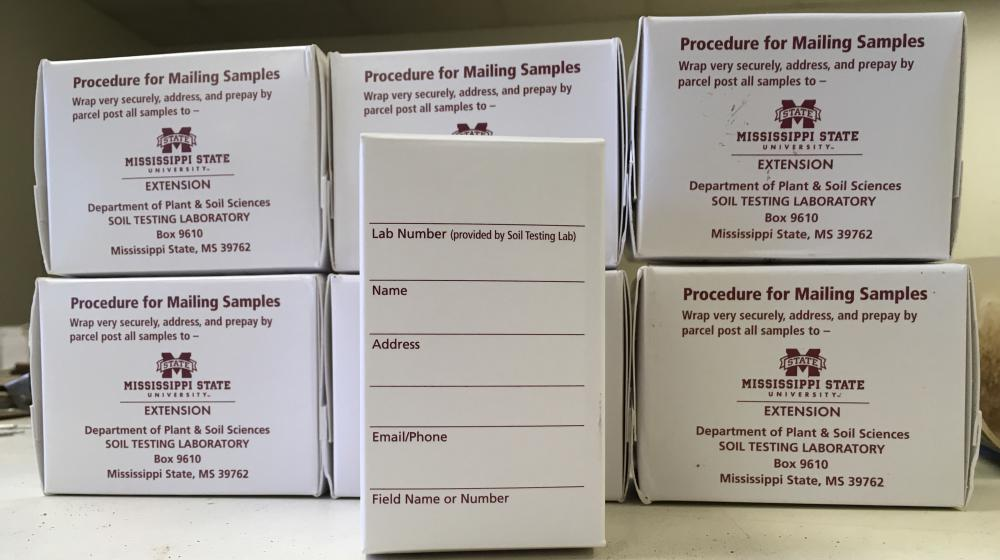 Procedure for Mailing Samples
Wrap very securely, address, and prepay by
parcel post all samples to –
STATE
MISSISSIPPI STATE
UNIVERSITY™
EXTENSION
Department of Plant & Soil Sciences
SOIL TESTING LABORATORY
Box 9610
Mississippi State, MS 39762
Procedure for Mailing Samples
Wrap very securely, address, and prepay by
parcel post all samples to –
STATE
Procedure for Mailing Samples
Wrap very securely, address, and prepay by
parcel post all samples to –
STATE
MISSISSIPPI STATE
UNIVERSITY™
EXTENSION
Department of Plant & Soil Sciences
SOIL TESTING LABORATORY
Box 9610
Mississippi State, MS 39762
Lab Number (provided by Soil Testing Lab)
Name
Address
Email/Phone
Field Name or Number
Procedure for Mailing Samples
Wrap very securely, address, and prepay by
parcel post all samples to –
STATE
MISSISSIPPI STATE
UNIVERSITY™
EXTENSION
Department of Plant & Soil Sciences
SOIL TESTING LABORATORY
Box 9610
Mississippi State, MS 39762
Procedure for Mailing Samples
Wrap very securely, address, and prepay by
parcel post all samples to –
STATE
MISSISSIPPI STATE
UNIVERSITY™
EXTENSION
Department of Plant & Soil Sciences
SOIL TESTING LABORATORY
Box 9610
Mississippi State, MS 39762